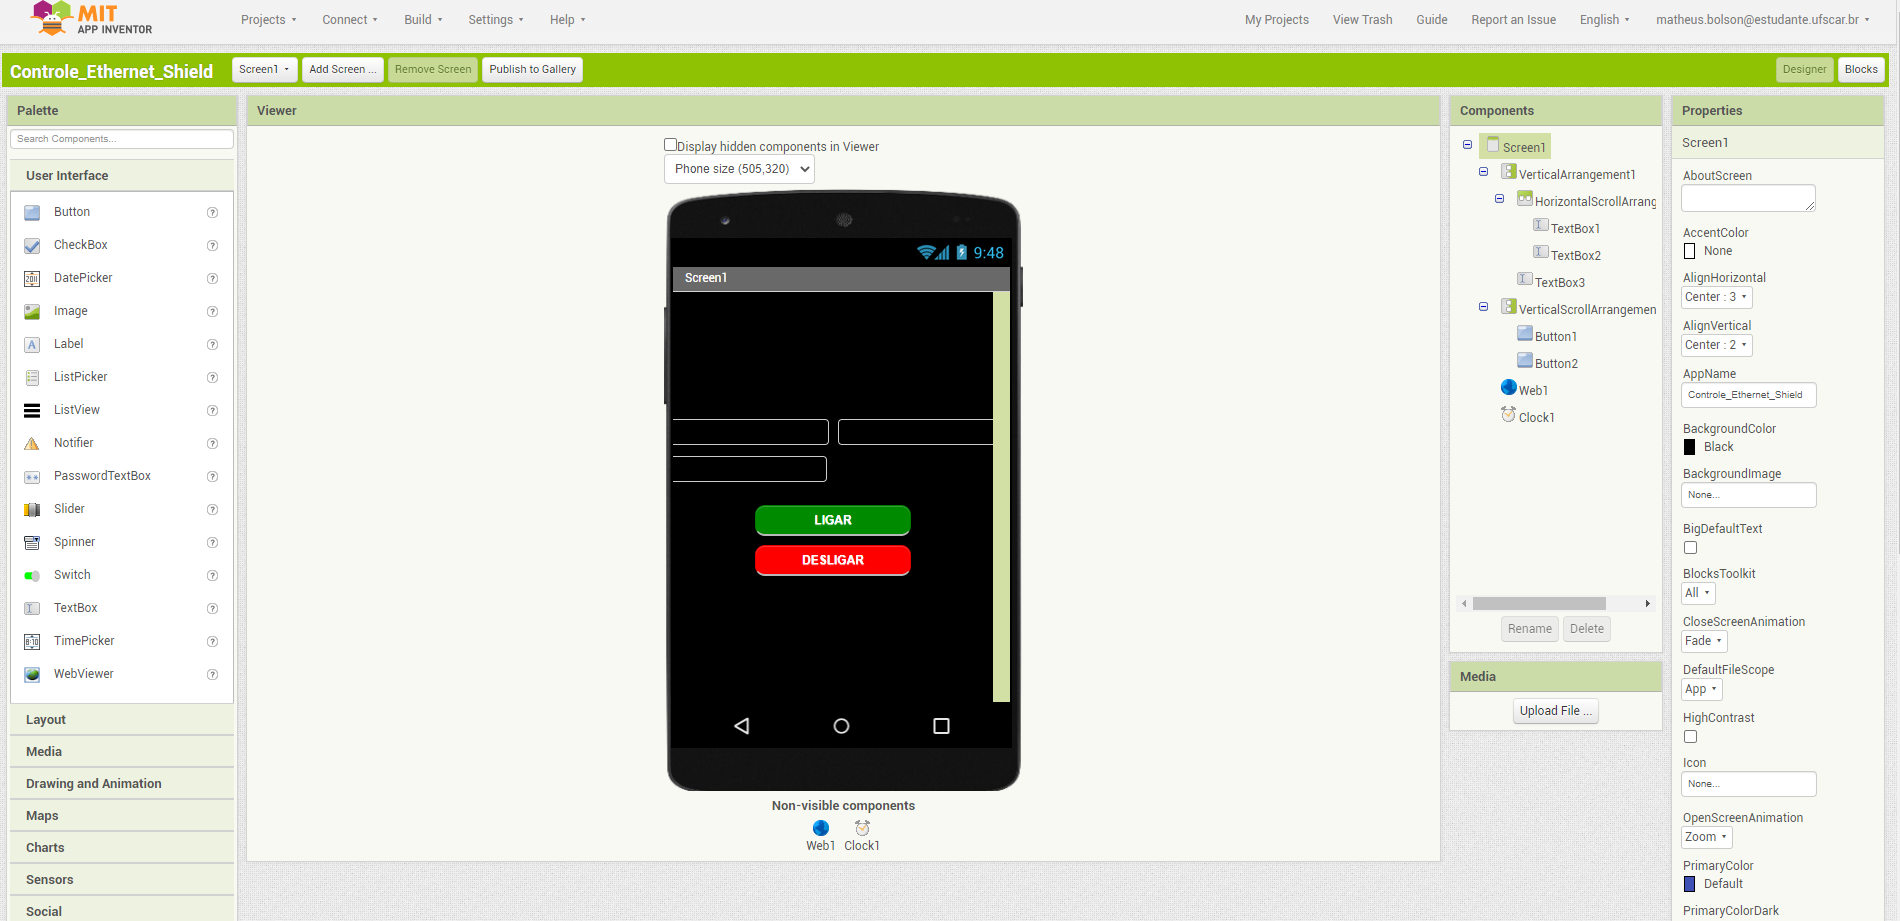 MIT
APP INVENTOR
Projects Connect Build Settings Help My Projects View Trash Guide Report an Issue English matheus.bolson@estudante.ufscar.br
Controle_Ethernet_Shield Screen1 Add Screen ... Remove Screen Publish to Gallery Designer Blocks
Palette
Search Components...
User Interface
Button
CheckBox
DatePicker
Image
Label
ListPicker
ListView
Notifier
PasswordTextBox
Slider
Spinner
Switch
TextBox
TimePicker
WebViewer
Layout
Media
Drawing and Animation
Maps
Charts
Sensors
Social
Viewer
Display hidden components in Viewer
Phone size (505,320)
9:48
Screen1
LIGAR
DESLIGAR
Non-visible components
Web1 Clock1
Components
Screen1
VerticalArrangement1
HorizontalScrollArrang
TextBox1
TextBox2
TextBox3
VerticalScrollArrangemen
Button1
Button2
Web1
Clock1
Rename Delete
Media
Upload File ...
Properties
Screen1
AboutScreen
AccentColor
None
AlignHorizontal
Center : 3
AlignVertical
Center : 2
AppName
Controle_Ethernet_Shield
BackgroundColor
Black
BackgroundImage
None...
BigDefaultText
BlocksToolkit
All
CloseScreenAnimation
Fade
DefaultFileScope
App
HighContrast
Icon
None...
OpenScreenAnimation
Zoom
PrimaryColor
Default
PrimaryColorDark